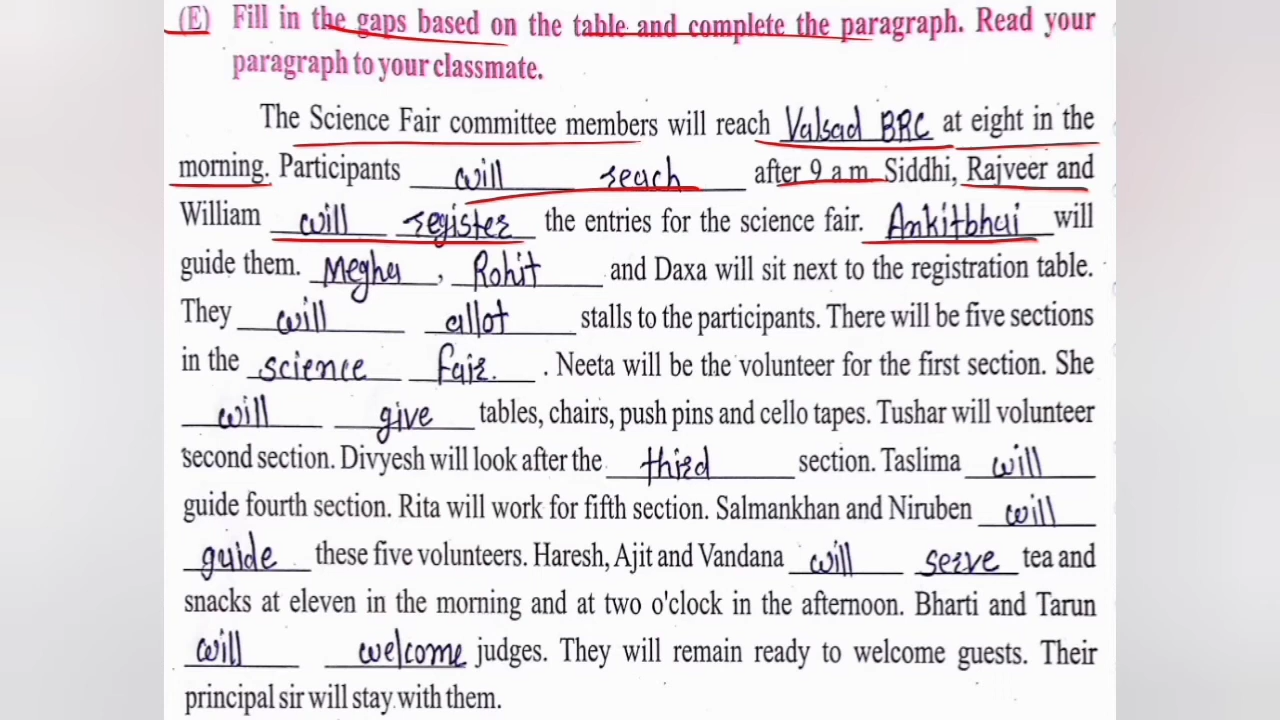 (E) Fill in the gaps based on the table and complete the paragraph. Read your
paragraph to your classmate.
The Science Fair committee members will reach Valsad BRC at eight in the
morning. Participants will reach after 9 a m Siddhi, Rajveer and
William will register the entries for the science fair. Ankitbhai will
guide them. Megha, Rohit and Daxa will sit next to the registration table.
They will allot stalls to the participants. There will be five sections
in the science fair. . Neeta will be the volunteer for the first section. She
will give tables, chairs, push pins and cello tapes. Tushar will volunteer
second section. Divyesh will look after the third section. Taslima will
guide fourth section. Rita will work for fifth section. Salmankhan and Niruben will
guide these five volunteers. Haresh, Ajit and Vandana will serve tea and
snacks at eleven in the morning and at two o'clock in the afternoon. Bharti and Tarun
will welcome judges. They will remain ready to welcome guests. Their
principal sir will stay with them.